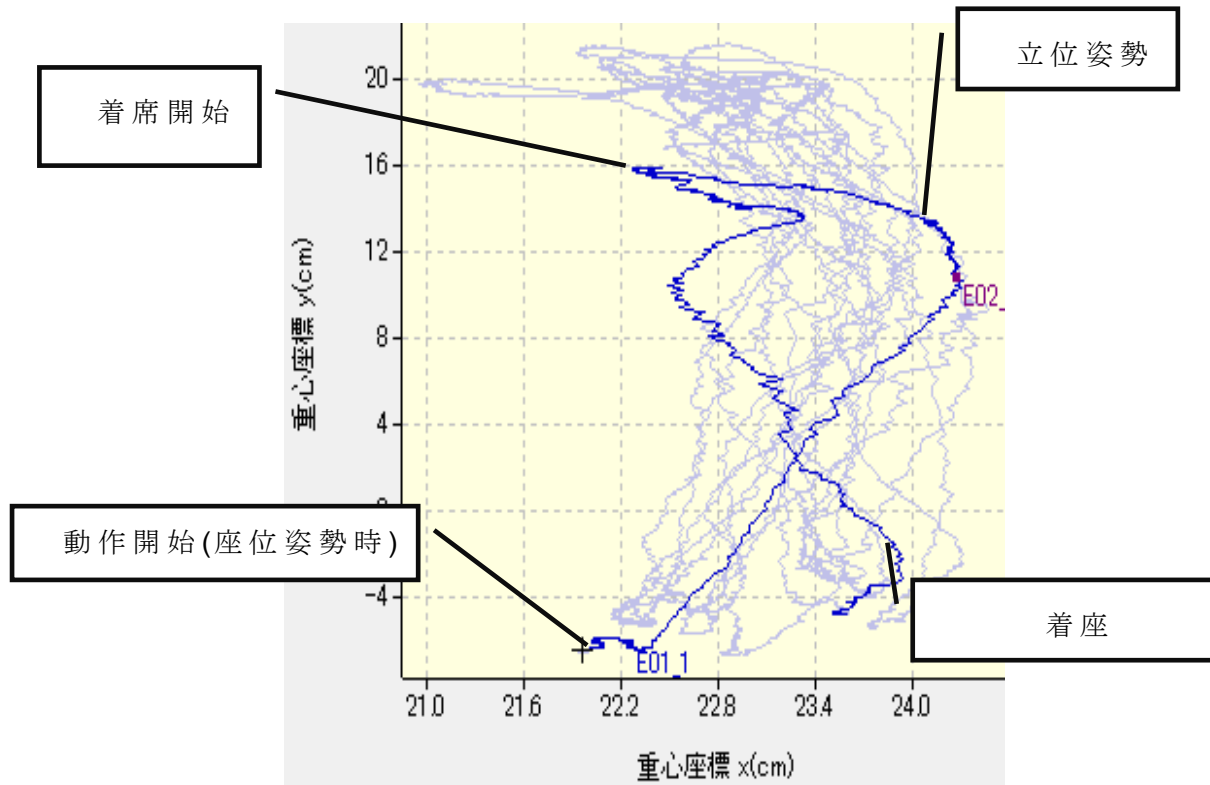 立位姿勢
着席開始
20
16
12
8
4
0
-4
重心座標 y(cm)
E02_
動作開始(座位姿勢時)
着座
E01_1
21.0 21.6 22.2 22.8 23.4 24.0
重心座標 x(cm)